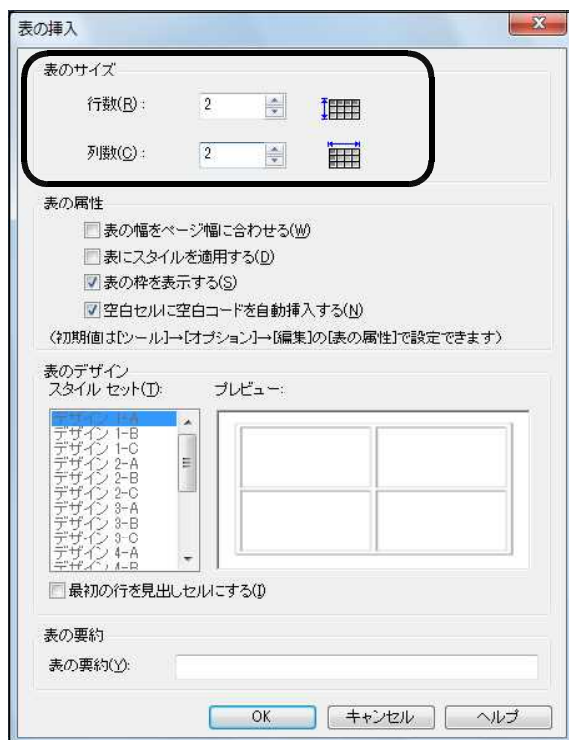 表の挿入
表のサイズ
行数(R):
2
列数(C):
2
表の属性
表の幅をページ幅に合わせる(W)
表にスタイルを適用する(D)
表の枠を表示する(S)
空白セルに空白コードを自動挿入する(N)
(初期値は[ツール]→[オプション]→[編集]の[表の属性]で設定できます)
表のデザイン
スタイル セット(T):
プレビュー:
デザイン 1-A
デザイン 1-B
デザイン 1-C
デザイン 2-A
デザイン 2-B
デザイン 2-C
デザイン 3-A
デザイン 3-B
デザイン 3-C
デザイン 4-A
デザイン 4-B
最初の行を見出しセルにする(I)
表の要約
表の要約(Y):
OK
キャンセル
ヘルプ